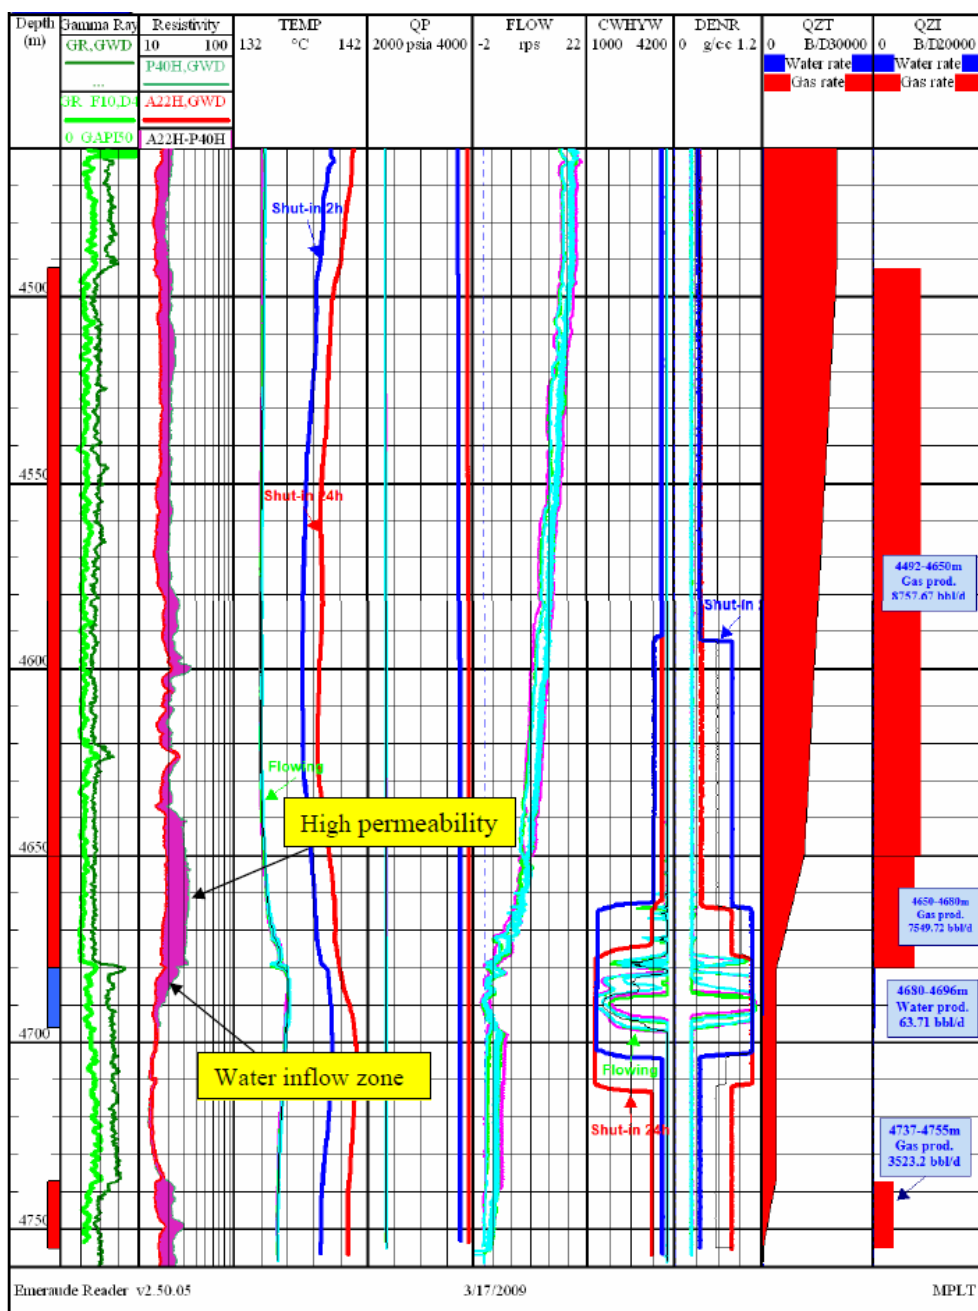 Depth Gamma Ray Resistivity TEMP QP FLOW CWHYW DENR QZT QZI
(m) GR,GWD 10 100 132 °C 142 2000 psia 4000 -2 rps 22 1000 4200 0 g/cc 1.2 0 B/D30000 0 B/D20000
... P40H,GWD Water rate Water rate
GR F10,D4 A22H,GWD Gas rate Gas rate
0 GAPI50 A22H-P40H
Shut-in 2h
4500
Shut-in 24h
4550
4492-4650m
Gas prod.
8757.67 bbl/d
Shut-in
4600
Flowing
High permeability
4650
4650-4680m
Gas prod.
7549.72 bbl/d
4680-4696m
Water prod.
63.71 bbl/d
4700
Water inflow zone
Flowing
Shut-in 24h
4737-4755m
Gas prod.
3523.2 bbl/d
4750
Emeraude Reader v2.50.05 3/17/2009 MPLT